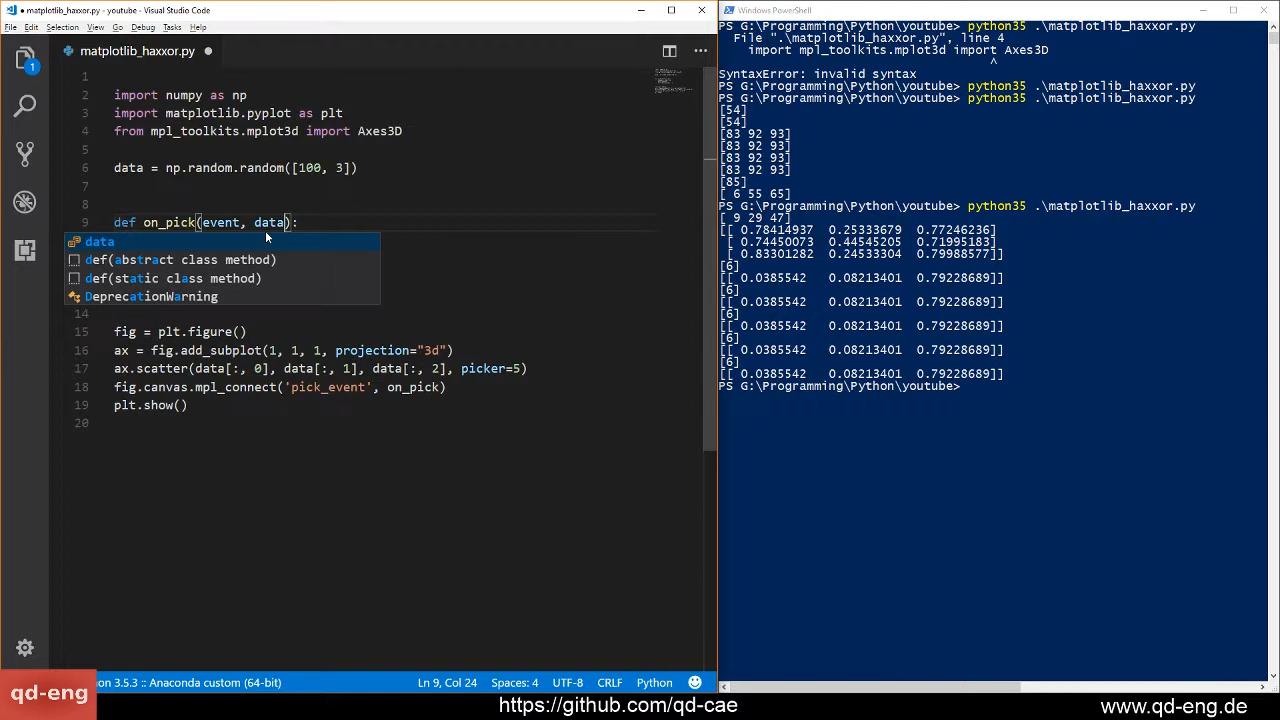 matplotlib_haxxor.py - youtube - Visual Studio Code
File Edit Selection View Go Debug Tasks Help
1
matplotlib_haxxor.py
1
2 import numpy as np
3 import matplotlib.pyplot as plt
4 from mpl_toolkits.mplot3d import Axes3D
5
6 data = np.random.random([100, 3])
7
8
9 def on_pick(event, data):
data
def(abstract class method)
def(static class method)
DeprecationWarning
14
15 fig = plt.figure()
16 ax = fig.add_subplot(1, 1, 1, projection="3d")
17 ax.scatter(data[:, 0], data[:, 1], data[:, 2], picker=5)
18 fig.canvas.mpl_connect('pick_event', on_pick)
19 plt.show()
20
on 3.5.3 :: Anaconda custom (64-bit) Ln 9, Col 24 Spaces: 4 UTF-8 CRLF Python
qd-eng
Windows PowerShell
PS G:\Programming\Python\youtube> python35 .\matplotlib_haxxor.py
File ".\matplotlib_haxxor.py", line 4
import mpl_toolkits.mplot3d import Axes3D
^
SyntaxError: invalid syntax
PS G:\Programming\Python\youtube> python35 .\matplotlib_haxxor.py
PS G:\Programming\Python\youtube> python35 .\matplotlib_haxxor.py
[54]
[54]
[83 92 93]
[83 92 93]
[83 92 93]
[83 92 93]
[85]
[ 6 55 65]
PS G:\Programming\Python\youtube> python35 .\matplotlib_haxxor.py
[ 9 29 47]
[[ 0.78414937 0.25333679 0.77246236]
[ 0.74450073 0.44545205 0.71995183]
[ 0.83301282 0.24533304 0.79988577]]
[6]
[[ 0.0385542 0.08213401 0.79228689]]
[6]
[[ 0.0385542 0.08213401 0.79228689]]
[6]
[[ 0.0385542 0.08213401 0.79228689]]
[6]
[[ 0.0385542 0.08213401 0.79228689]]
[6]
[[ 0.0385542 0.08213401 0.79228689]]
PS G:\Programming\Python\youtube>
https://github.com/qd-cae
www.qd-eng.de